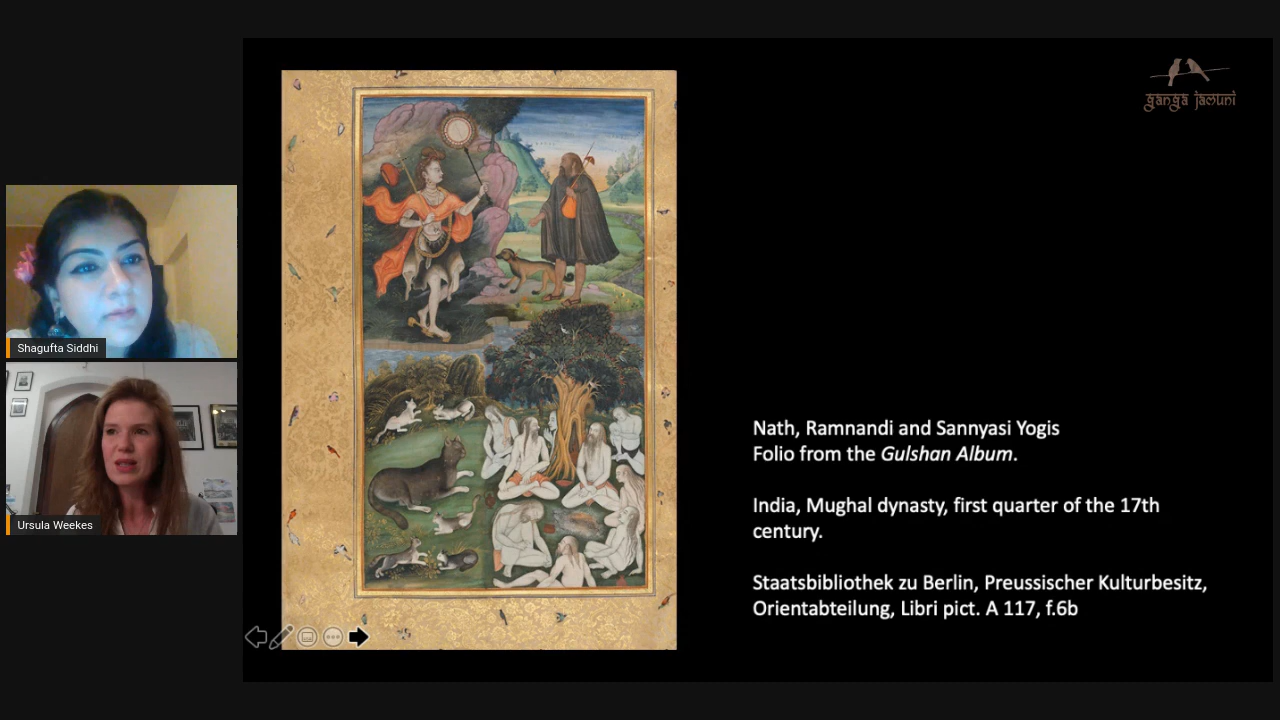 ganga jamuni
Nath, Ramnandi and Sannyasi Yogis
Folio from the Gulshan Album.
India, Mughal dynasty, first quarter of the 17th
century.
Staatsbibliothek zu Berlin, Preussischer Kulturbesitz,
Orientabteilung, Libri pict. A 117, f.6b
Shagufta Siddhi
Ursula Weekes